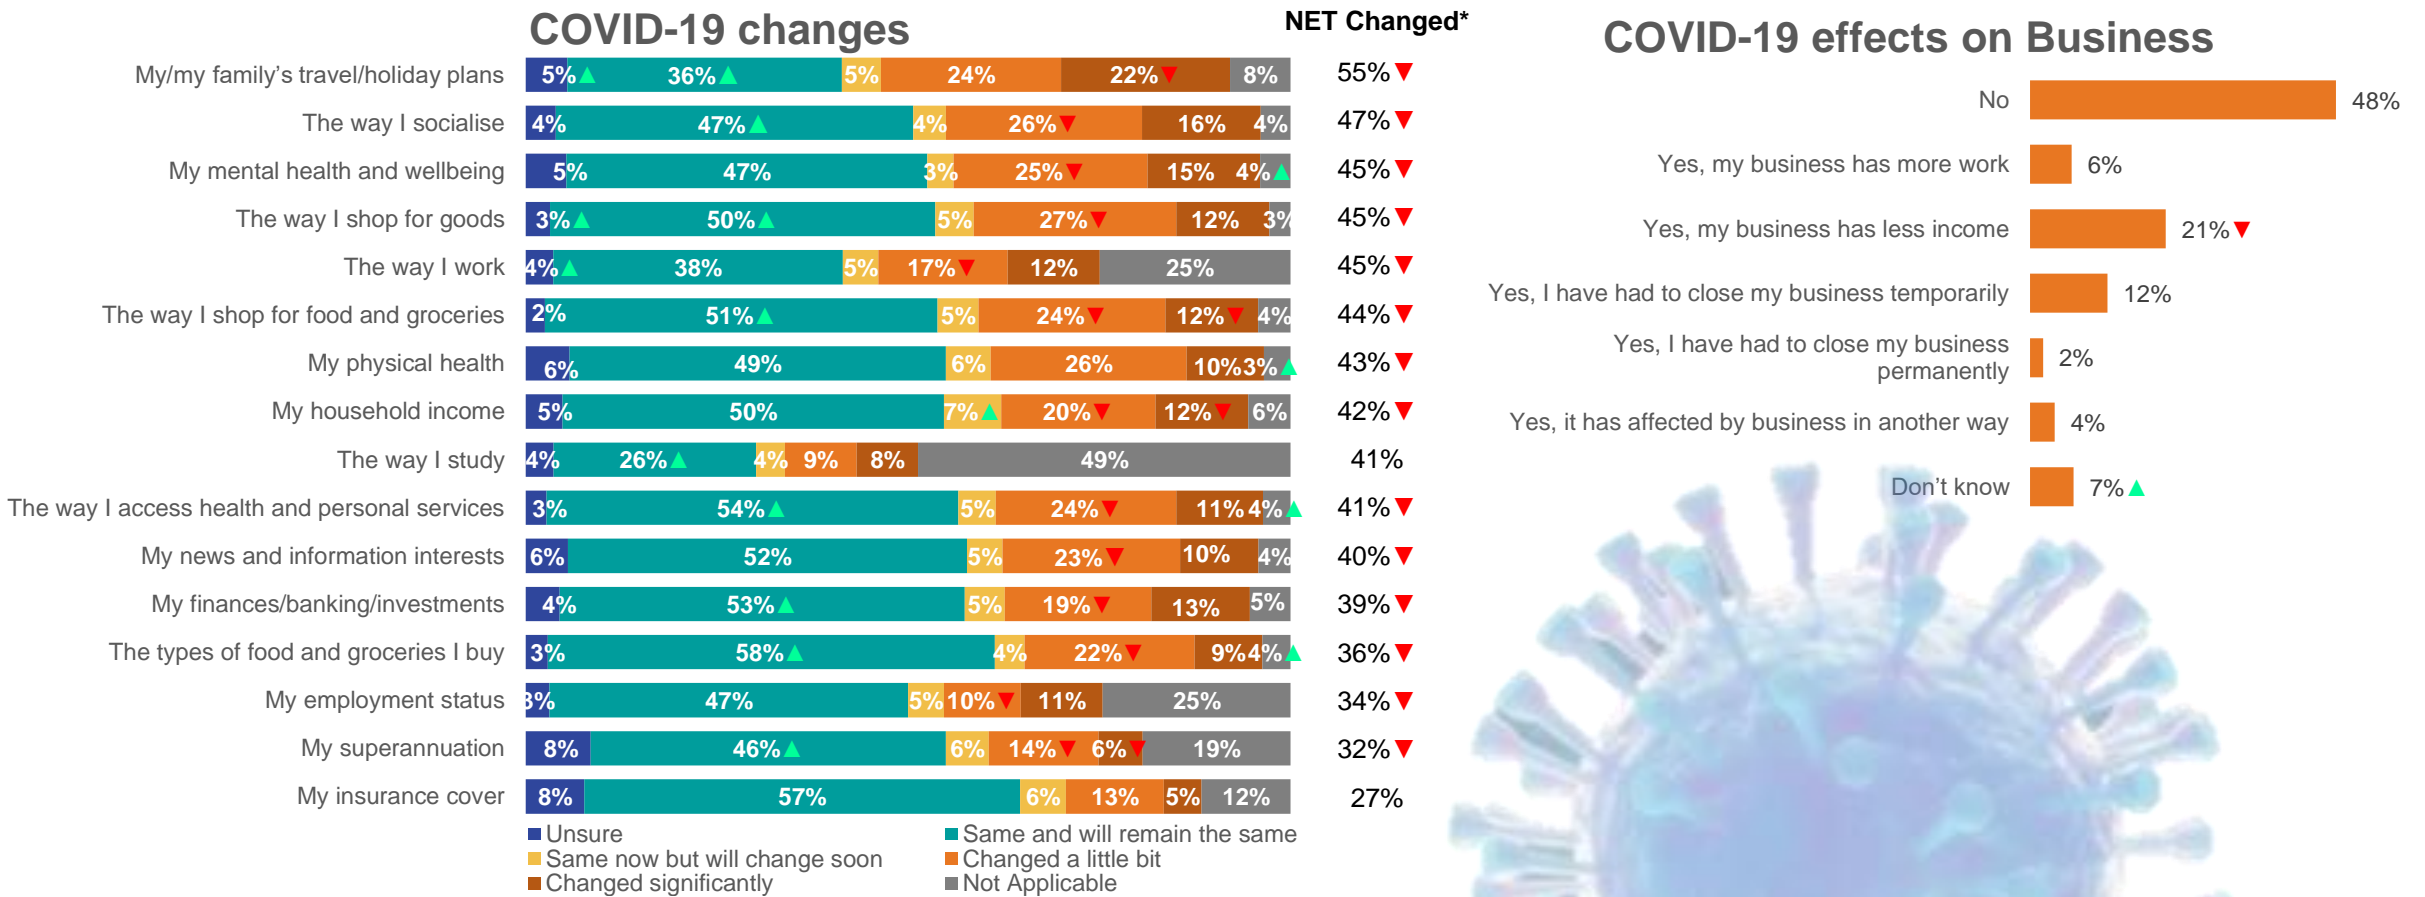 COVID-19 changes
NET Changed*
My/my family's travel/holiday plans 5%▲ 36%▲ 5% 24% 22%▼ 8% 55%▼
The way I socialise 4% 47%▲ 4% 26%▼ 16% 4% 47%▼
My mental health and wellbeing 5% 47% 3% 25%▼ 15% 4%▲ 45%▼
The way I shop for goods 3%▲ 50%▲ 5% 27%▼ 12% 3% 45%▼
The way I work 4%▲ 38% 5% 17%▼ 12% 25% 45%▼
The way I shop for food and groceries 2% 51%▲ 5% 24%▼ 12%▼ 4% 44%▼
My physical health 6% 49% 6% 26% 10% 3%▲ 43%▼
My household income 5% 50% 7%▲ 20%▼ 12%▼ 6% 42%▼
The way I study 4% 26%▲ 4% 9% 8% 49% 41%
The way I access health and personal services 3% 54%▲ 5% 24%▼ 11% 4%▲ 41%▼
My news and information interests 6% 52% 5% 23%▼ 10% 4% 40%▼
My finances/banking/investments 4% 53%▲ 5% 19%▼ 13% 5% 39%▼
The types of food and groceries I buy 3% 58%▲ 4% 22%▼ 9% 4%▲ 36%▼
My employment status 3% 47% 5% 10%▼ 11% 25% 34%▼
My superannuation 8% 46%▲ 6% 14%▼ 6%▼ 19% 32%▼
My insurance cover 8% 57% 6% 13% 5% 12% 27%
Unsure
Same and will remain the same
Same now but will change soon
Changed a little bit
Changed significantly
Not Applicable
COVID-19 effects on Business
No 48%
Yes, my business has more work 6%
Yes, my business has less income 21%▼
Yes, I have had to close my business temporarily 12%
Yes, I have had to close my business
permanently 2%
Yes, it has affected by business in another way 4%
Don't know 7%▲